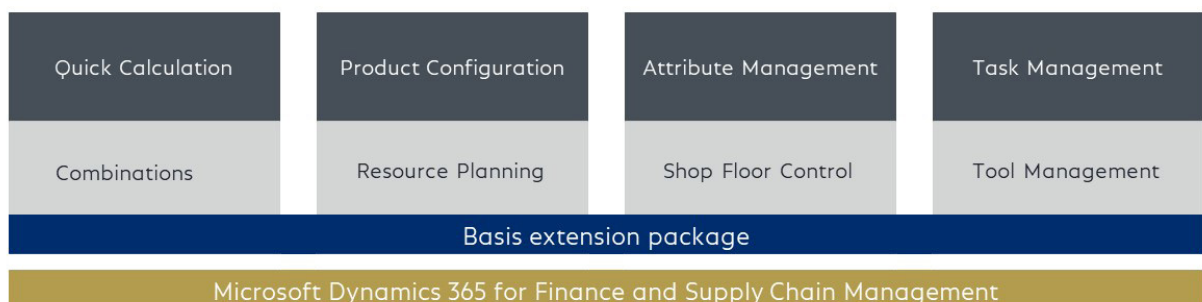 Quick Calculation
Product Configuration
Attribute Management
Task Management
Combinations
Resource Planning
Shop Floor Control
Tool Management
Basis extension package
Microsoft Dynamics 365 for Finance and Supply Chain Management